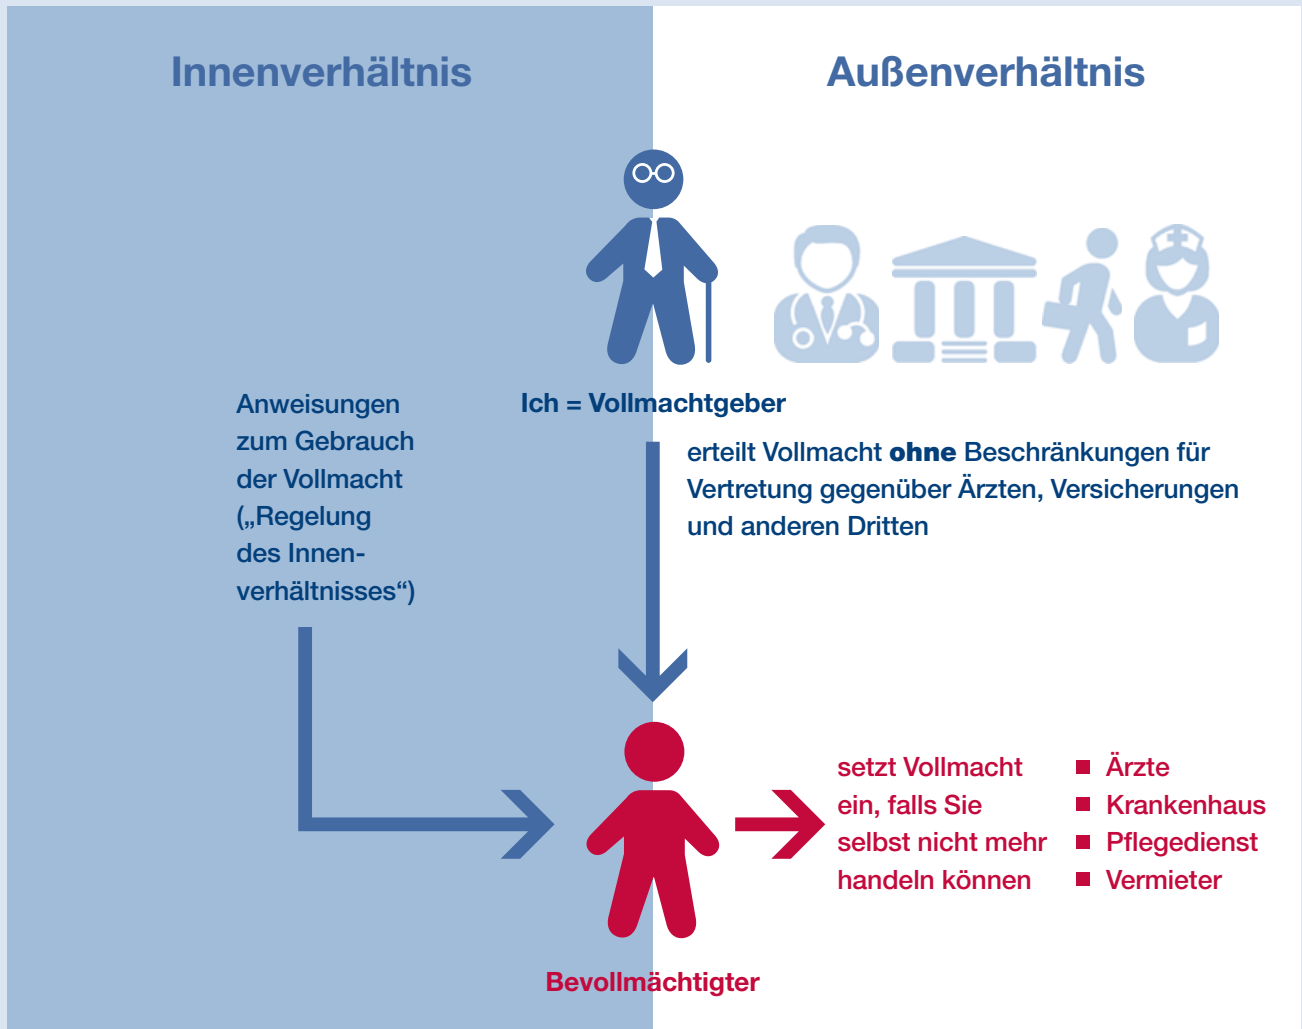 Innenverhältnis
Außenverhältnis
Ich = Vollmachtgeber
Anweisungen
zum Gebrauch
der Vollmacht
(„Regelung
des Innen-
verhältnisses“)
erteilt Vollmacht ohne Beschränkungen für
Vertretung gegenüber Ärzten, Versicherungen
und anderen Dritten
setzt Vollmacht
ein, falls Sie
selbst nicht mehr
handeln können
■ Ärzte
■ Krankenhaus
■ Pflegedienst
■ Vermieter
Bevollmächtigter